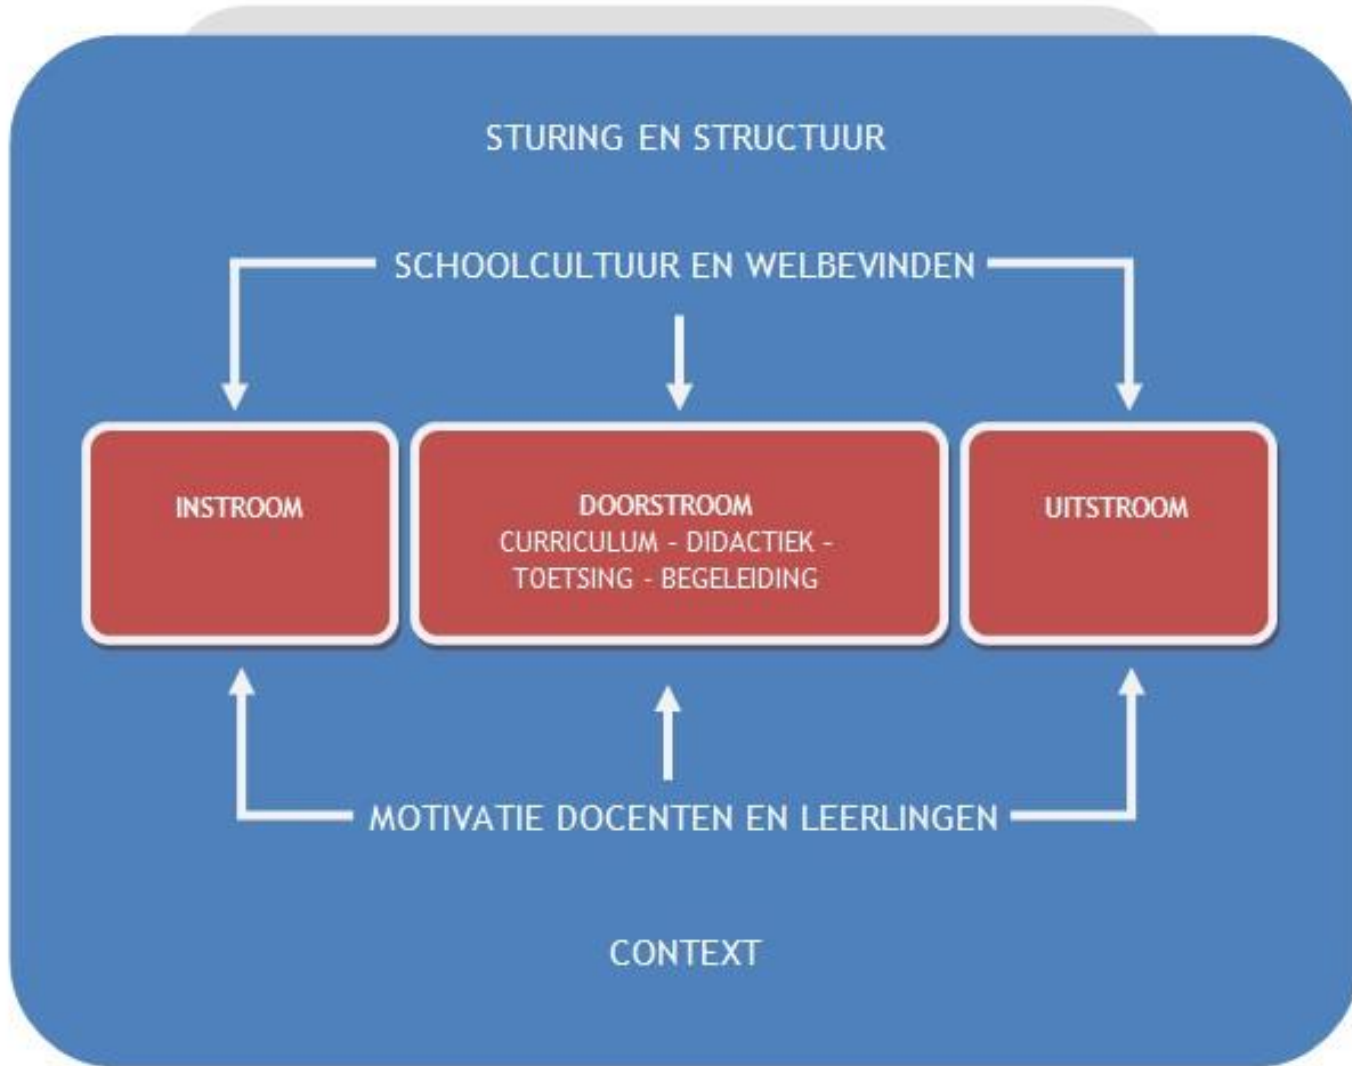 STURING EN STRUCTUUR
SCHOOLCULTUUR EN WELBEVINDEN
INSTROOM
DOORSTROOM
CURRICULUM - DIDACTIEK -
TOETSING - BEGELEIDING
UITSTROOM
MOTIVATIE DOCENTEN EN LEERLINGEN
CONTEXT